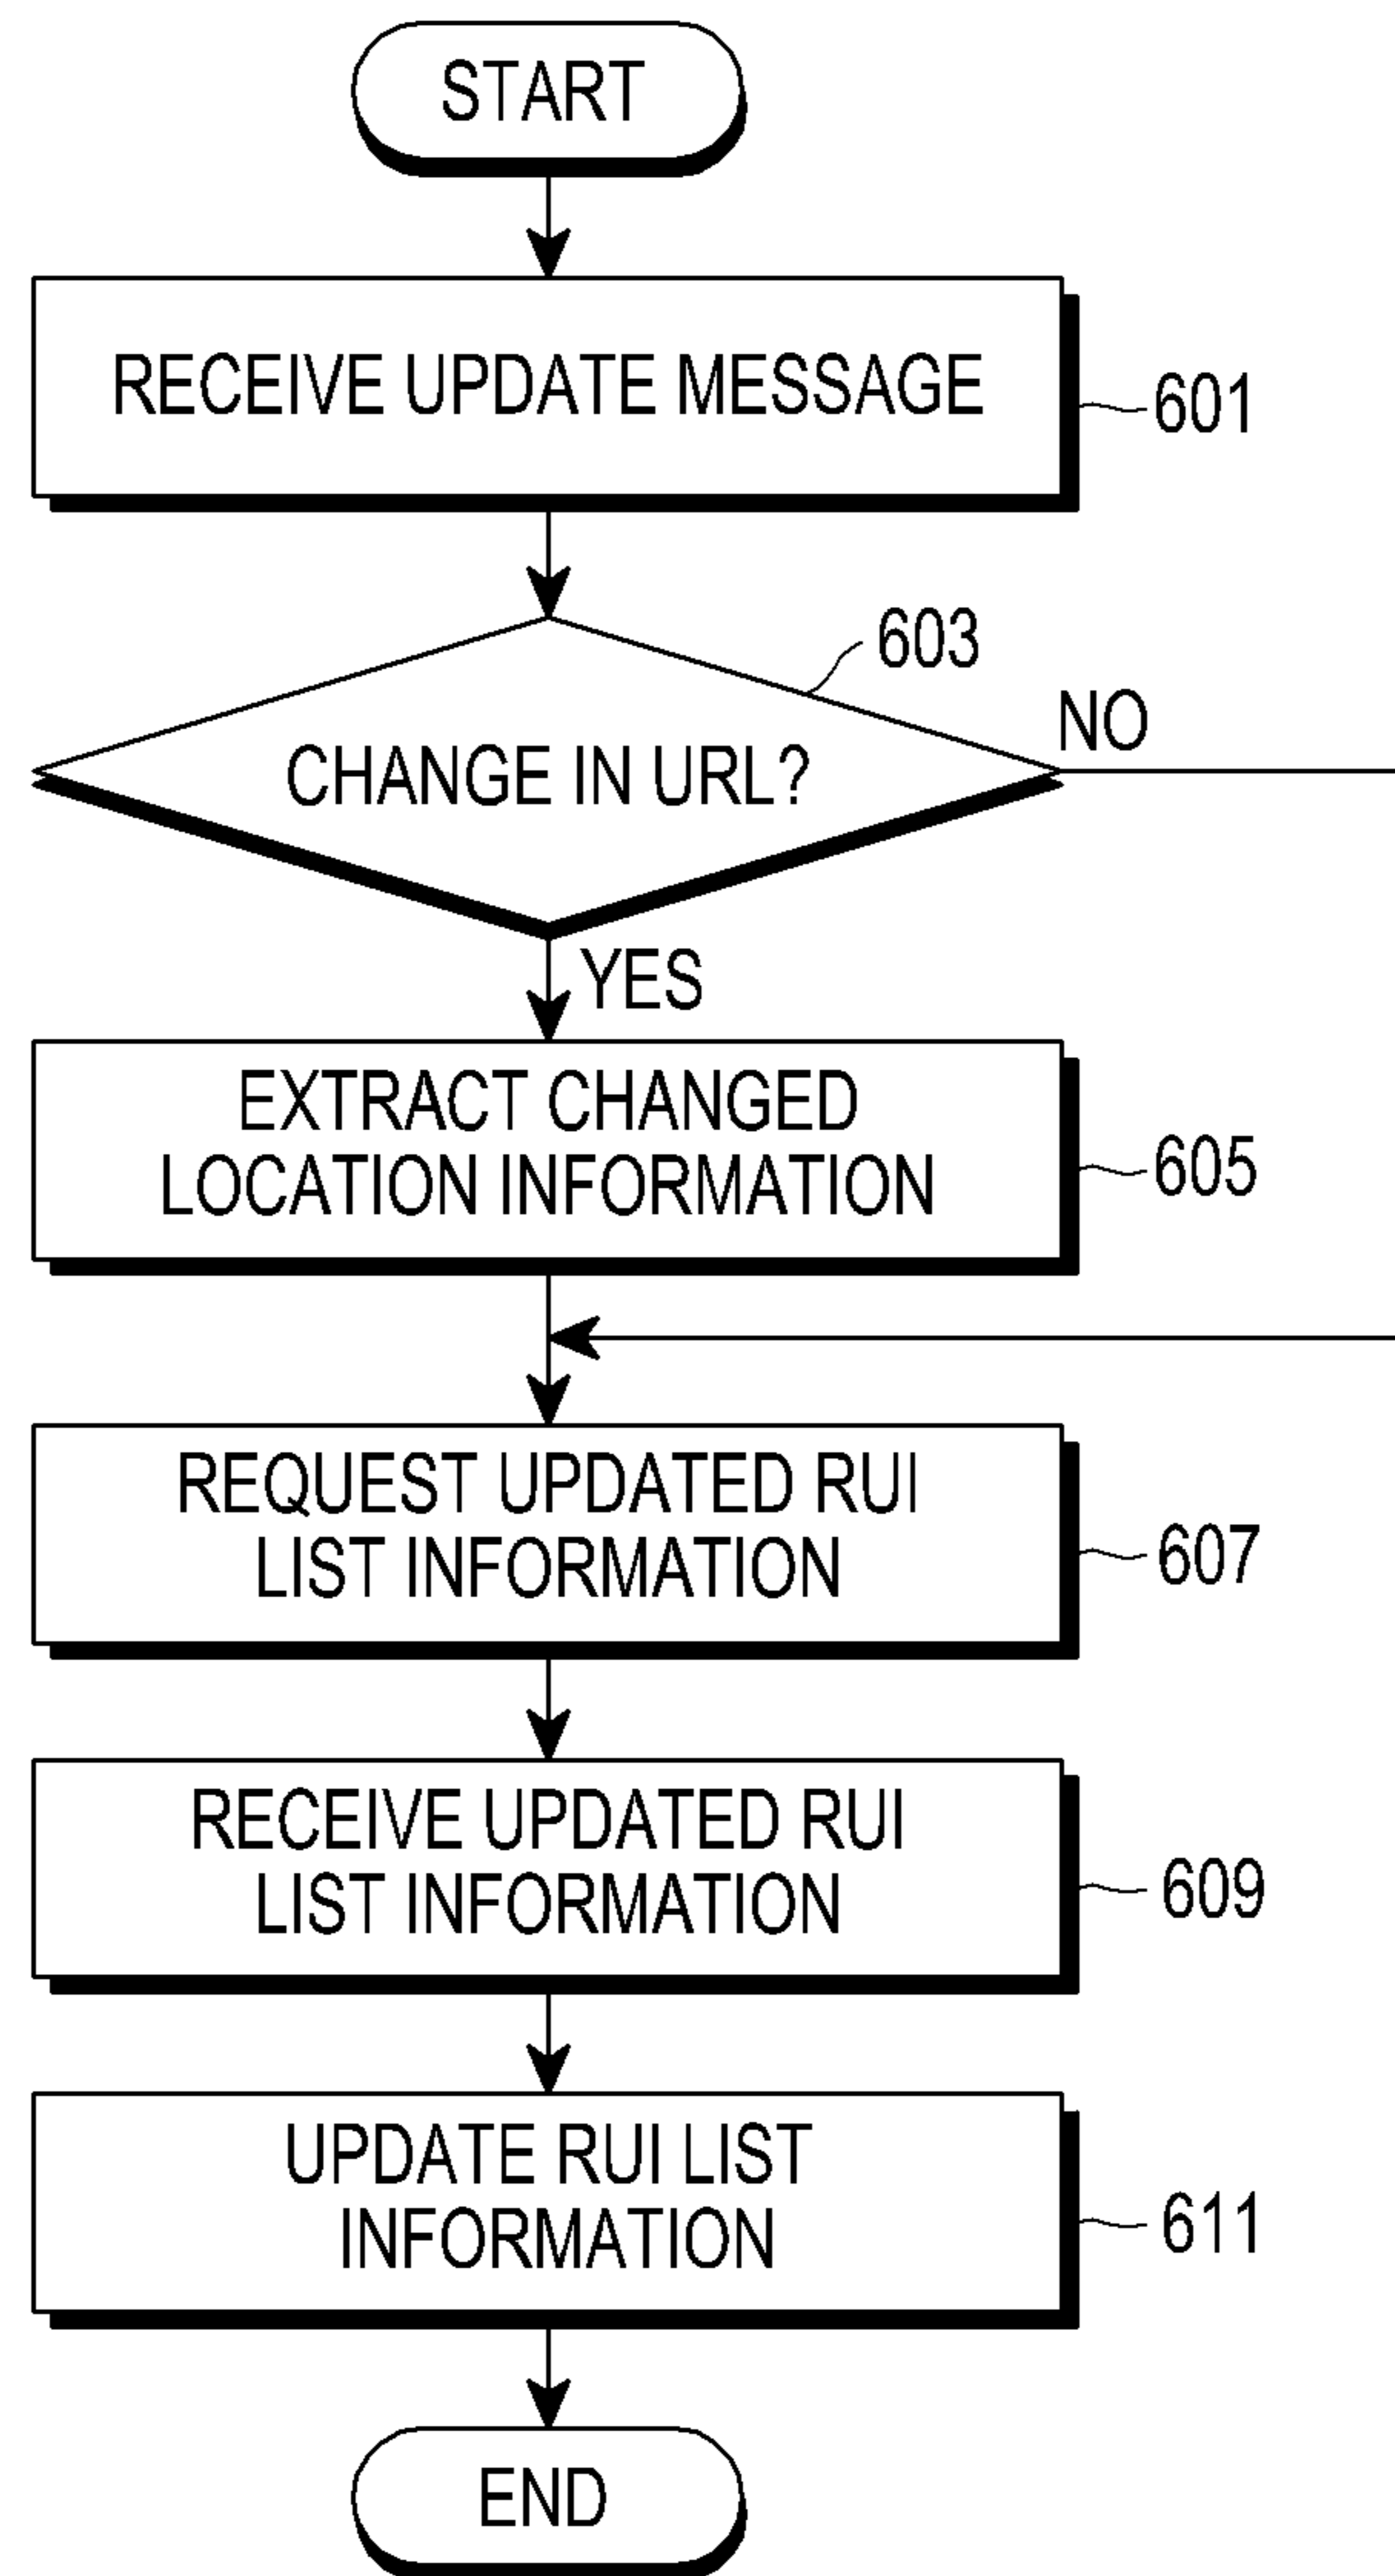 START
RECEIVE UPDATE MESSAGE
601
603
NO
CHANGE IN URL?
YES
EXTRACT CHANGED
LOCATION INFORMATION
605
REQUEST UPDATED RUI
LIST INFORMATION
607
RECEIVE UPDATED RUI
LIST INFORMATION
609
UPDATE RUI LIST
INFORMATION
611
END